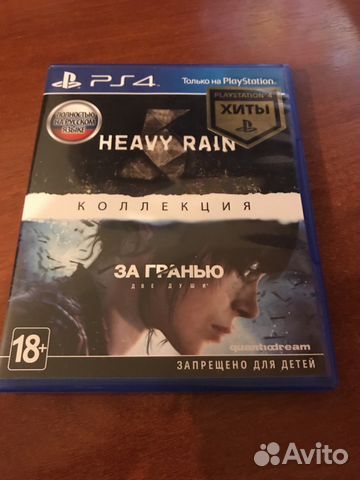 PS4
Только на PlayStation
PLAYSTATION 4
ХИТЫ
ПОЛНОСТЬЮ
НА РУССКОМ
ЯЗЫКЕ
HEAVY RAIN
КОЛЛЕКЦИЯ
ЗА ГРАНЬЮ
ДВЕ ДУШИ
18+
quanticdream
ЗАПРЕЩЕНО ДЛЯ ДЕТЕЙ
Avito